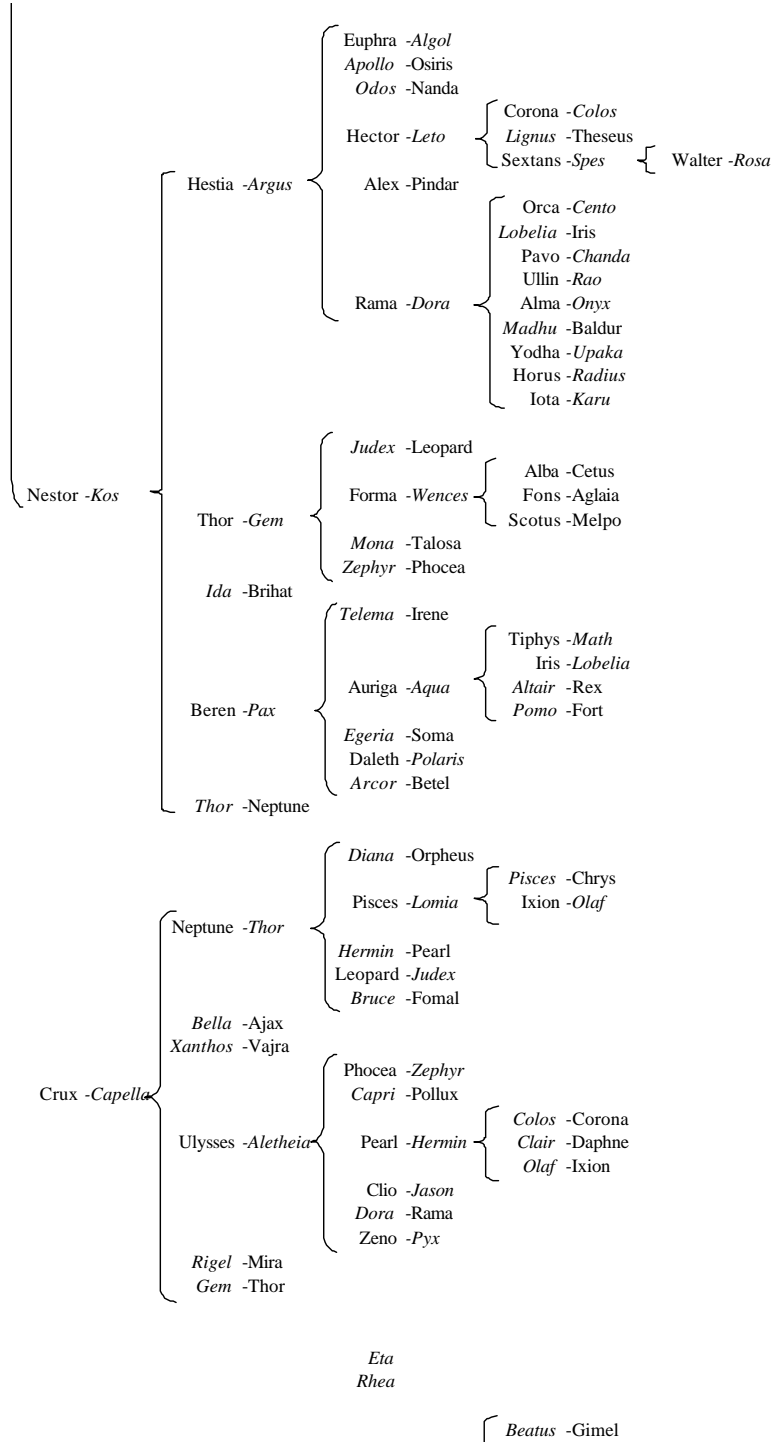 Euphra -Algol
Apollo -Osiris
Odos -Nanda
Corona -Colos
Hector -Leto
Lignus -Theseus
Sextans -Spes
Walter -Rosa
Hestia -Argus
Alex -Pindar
Orca -Cento
Lobelia -Iris
Pavo -Chanda
Ullin -Rao
Rama -Dora
Alma -Onyx
Madhu -Baldur
Yodha -Upaka
Horus -Radius
Iota -Karu
Judex -Leopard
Alba -Cetus
Nestor -Kos
Forma -Wences
Fons -Aglaia
Thor -Gem
Scotus -Melpo
Mona -Talosa
Zephyr -Phocea
Ida -Brihat
Telema -Irene
Tiphys -Math
Iris -Lobelia
Auriga -Aqua
Altair -Rex
Beren -Pax
Pomo -Fort
Egeria -Soma
Daleth -Polaris
Arcor -Betel
Thor -Neptune
Diana -Orpheus
Pisces -Chrys
Pisces -Lomia
Ixion -Olaf
Neptune -Thor
Hermin -Pearl
Leopard -Judex
Bruce -Fomal
Bella -Ajax
Xanthos -Vajra
Phocea -Zephyr
Crux -Capella
Capri -Pollux
Colos -Corona
Ulysses -Aletheia
Pearl -Hermin
Clair -Daphne
Olaf -Ixion
Clio -Jason
Dora -Rama
Zeno -Pyx
Rigel -Mira
Gem -Thor
Eta
Rhea
Beatus -Gimel